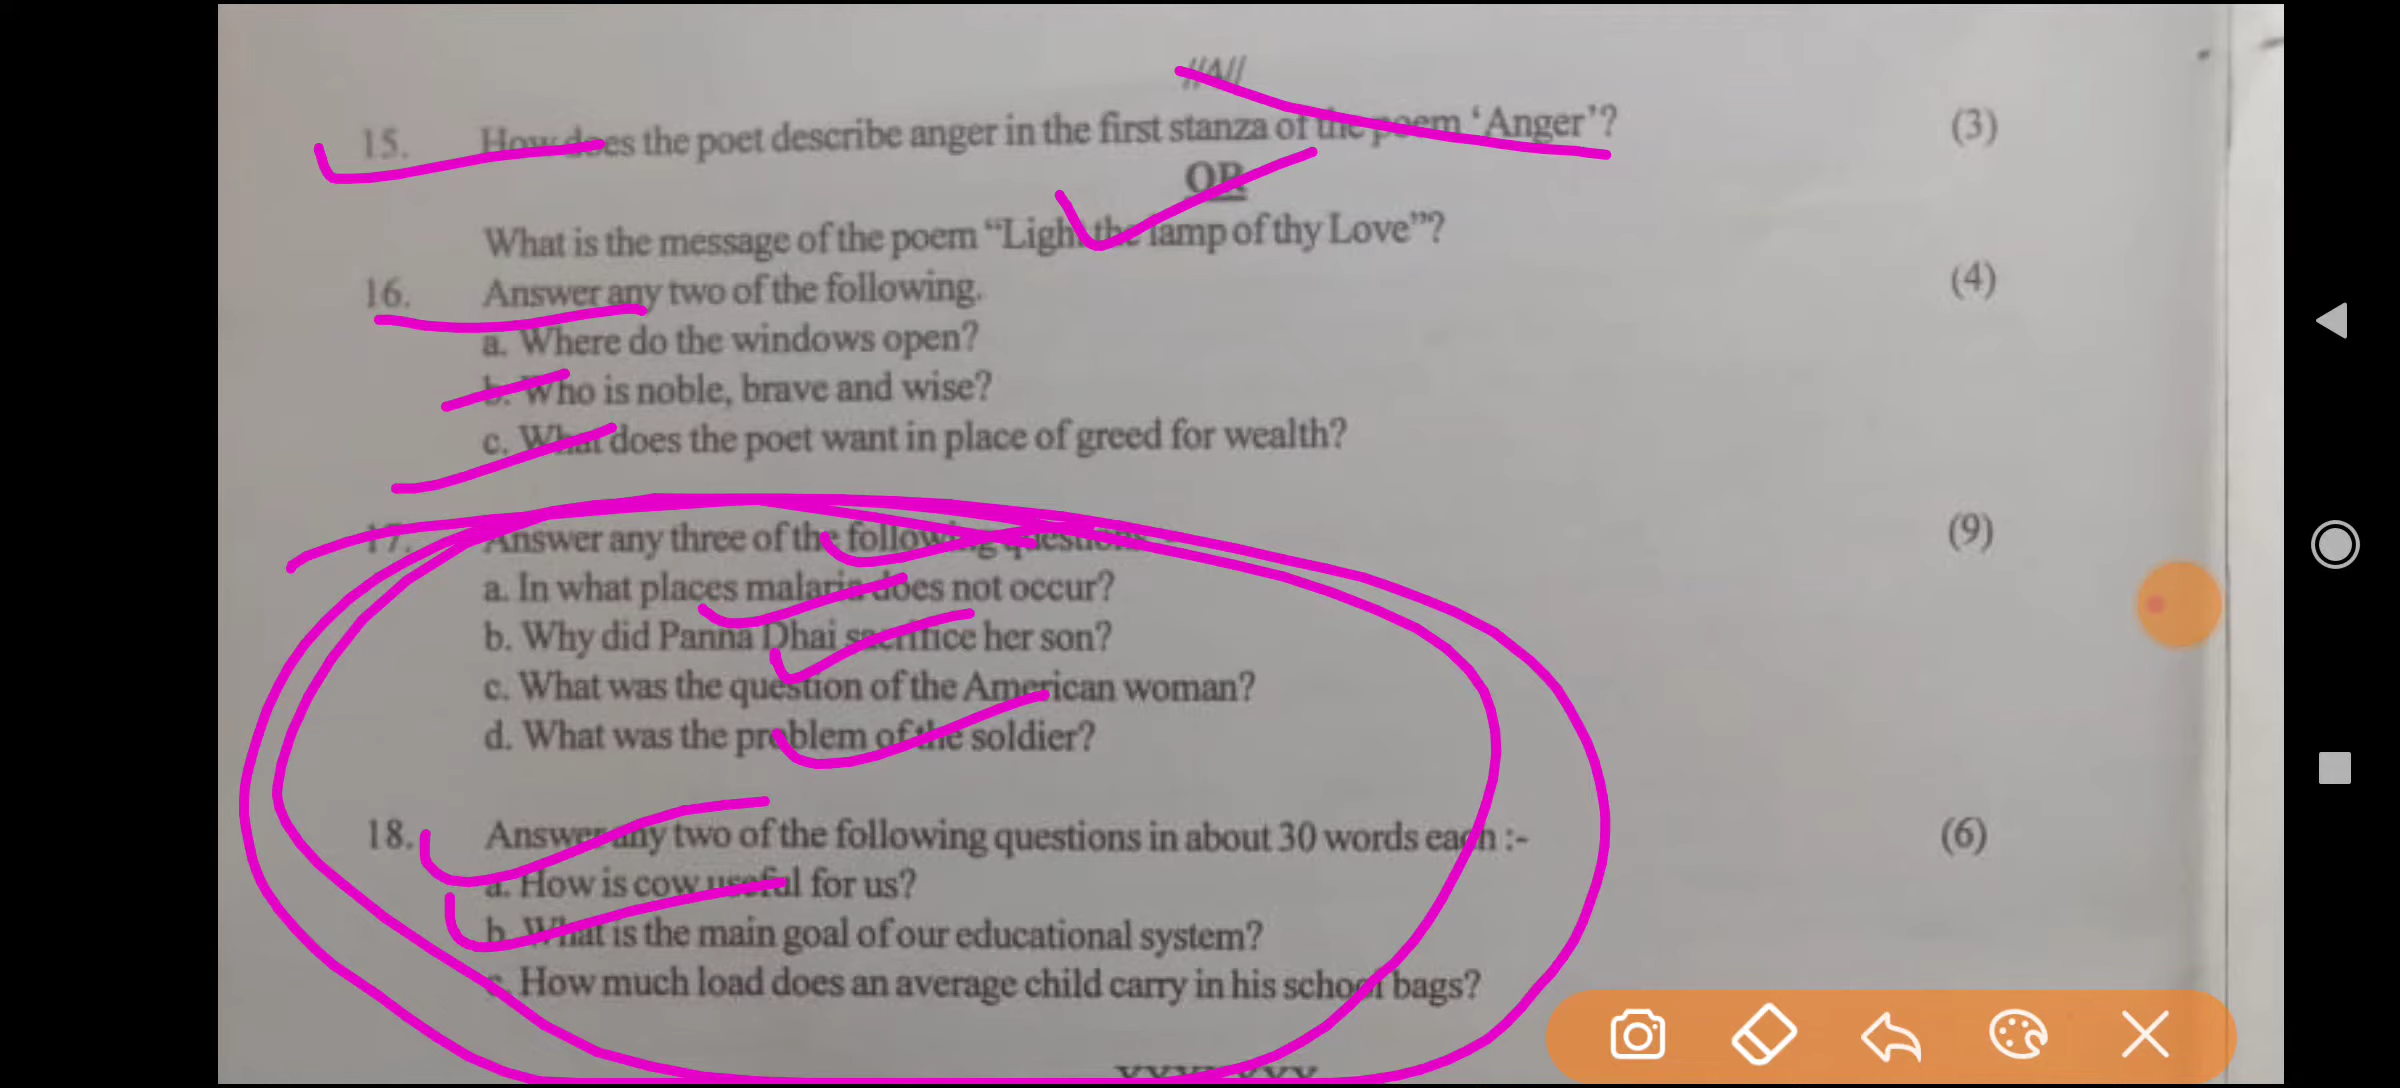 //4//
15. How does the poet describe anger in the first stanza of the poem ‘Anger’? (3)
OR
What is the message of the poem “Light the lamp of thy Love”?
16. Answer any two of the following. (4)
a. Where do the windows open?
b. Who is noble, brave and wise?
c. What does the poet want in place of greed for wealth?
17. Answer any three of the following questions. (9)
a. In what places malaria does not occur?
b. Why did Panna Dhai sacrifice her son?
c. What was the question of the American woman?
d. What was the problem of the soldier?
18. Answer any two of the following questions in about 30 words each :- (6)
a. How is cow useful for us?
b. What is the main goal of our educational system?
c. How much load does an average child carry in his school bags?